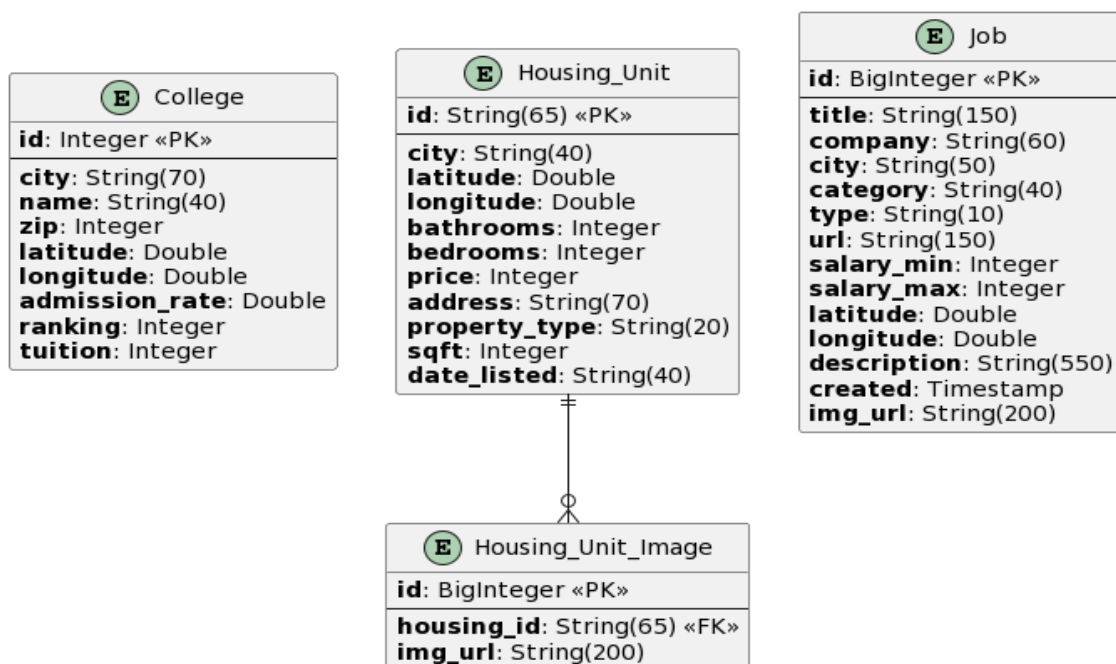 E College
id: Integer «PK»
city: String(70)
name: String(40)
zip: Integer
latitude: Double
longitude: Double
admission_rate: Double
ranking: Integer
tuition: Integer
E Housing_Unit
id: String(65) «PK»
city: String(40)
latitude: Double
longitude: Double
bathrooms: Integer
bedrooms: Integer
price: Integer
address: String(70)
property_type: String(20)
sqft: Integer
date_listed: String(40)
E Job
id: BigInteger «PK»
title: String(150)
company: String(60)
city: String(50)
category: String(40)
type: String(10)
url: String(150)
salary_min: Integer
salary_max: Integer
latitude: Double
longitude: Double
description: String(550)
created: Timestamp
img_url: String(200)
E Housing_Unit_Image
id: BigInteger «PK»
housing_id: String(65) «FK»
img_url: String(200)